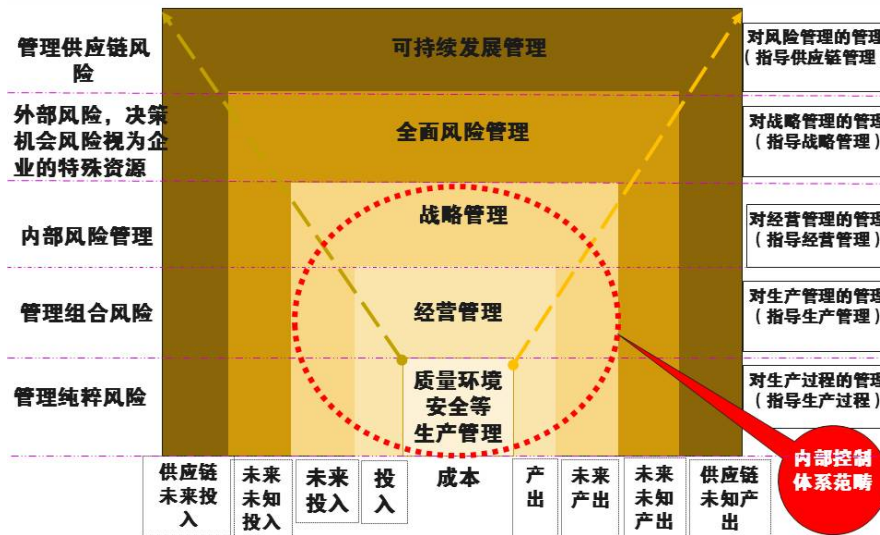 管理供应链风
险
可持续发展管理
对风险管理的管理
（指导供应链管理
外部风险，决策
机会风险视为企
业的特殊资源
全面风险管理
对战略管理的管理
（指导战略管理）
内部风险管理
战略管理
对经营管理的管理
（指导经营管理）
管理组合风险
经营管理
对生产管理的管理
（指导生产管理）
管理纯粹风险
质量环境
安全等
生产管理
对生产过程的管理
（指导生产过程）
内部控制
体系范畴
供应链
未来投
入
未来
未知
投入
未来
投入
投
入
成本
产
出
未来
产出
未来
未知
产出
供应链
未知产
出